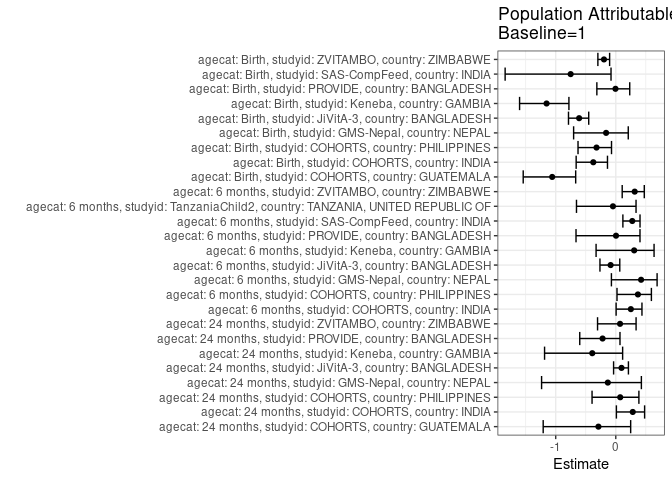 Population Attributable
Baseline=1
agecat: Birth, studyid: ZVITAMBO, country: ZIMBABWE
agecat: Birth, studyid: SAS-CompFeed, country: INDIA
agecat: Birth, studyid: PROVIDE, country: BANGLADESH
agecat: Birth, studyid: Keneba, country: GAMBIA
agecat: Birth, studyid: JiVitA-3, country: BANGLADESH
agecat: Birth, studyid: GMS-Nepal, country: NEPAL
agecat: Birth, studyid: COHORTS, country: PHILIPPINES
agecat: Birth, studyid: COHORTS, country: INDIA
agecat: Birth, studyid: COHORTS, country: GUATEMALA
agecat: 6 months, studyid: ZVITAMBO, country: ZIMBABWE
agecat: 6 months, studyid: TanzaniaChild2, country: TANZANIA, UNITED REPUBLIC OF
agecat: 6 months, studyid: SAS-CompFeed, country: INDIA
agecat: 6 months, studyid: PROVIDE, country: BANGLADESH
agecat: 6 months, studyid: Keneba, country: GAMBIA
agecat: 6 months, studyid: JiVitA-3, country: BANGLADESH
agecat: 6 months, studyid: GMS-Nepal, country: NEPAL
agecat: 6 months, studyid: COHORTS, country: PHILIPPINES
agecat: 6 months, studyid: COHORTS, country: INDIA
agecat: 24 months, studyid: ZVITAMBO, country: ZIMBABWE
agecat: 24 months, studyid: PROVIDE, country: BANGLADESH
agecat: 24 months, studyid: Keneba, country: GAMBIA
agecat: 24 months, studyid: JiVitA-3, country: BANGLADESH
agecat: 24 months, studyid: GMS-Nepal, country: NEPAL
agecat: 24 months, studyid: COHORTS, country: PHILIPPINES
agecat: 24 months, studyid: COHORTS, country: INDIA
agecat: 24 months, studyid: COHORTS, country: GUATEMALA
-1 0
Estimate